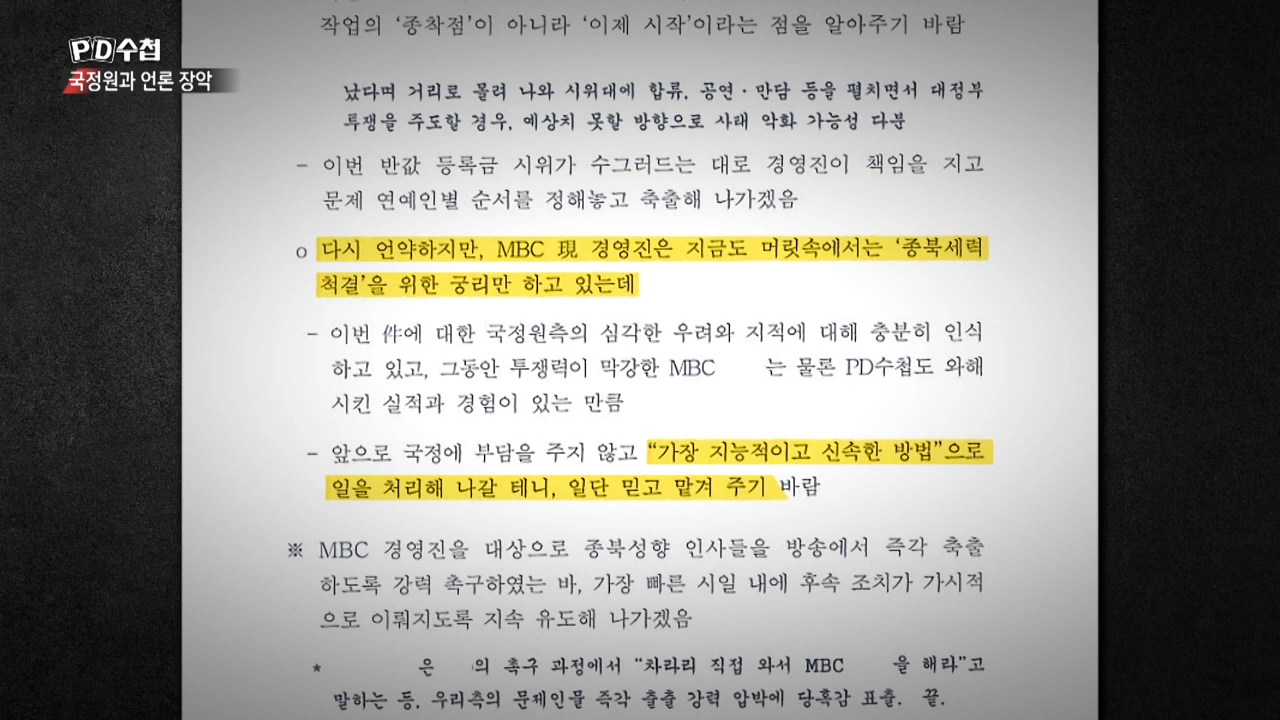 PD수첩
국정원과 언론 장악
작업의 ‘종착점’이 아니라 ‘이제 시작’이라는 점을 알아주기 바람
났다며 거리로 몰려 나와 시위대에 합류, 공연·만담 등을 펼치면서 대정부
투쟁을 주도할 경우, 예상치 못할 방향으로 사태 악화 가능성 다분
- 이번 반값 등록금 시위가 수그러드는 대로 경영진이 책임을 지고
문제 연예인별 순서를 정해놓고 축출해 나가겠음
o 다시 언약하지만, MBC 現 경영진은 지금도 머릿속에서는 ‘종북세력
척결’을 위한 궁리만 하고 있는데
- 이번 件에 대한 국정원측의 심각한 우려와 지적에 대해 충분히 인식
하고 있고, 그동안 투쟁력이 막강한 MBC 는 물론 PD수첩도 와해
시킨 실적과 경험이 있는 만큼
- 앞으로 국정에 부담을 주지 않고 “가장 지능적이고 신속한 방법”으로
일을 처리해 나갈 테니, 일단 믿고 맡겨 주기 바람
※ MBC 경영진을 대상으로 종북성향 인사들을 방송에서 즉각 축출
하도록 강력 촉구하였는 바, 가장 빠른 시일 내에 후속 조치가 가시적
으로 이뤄지도록 지속 유도해 나가겠음
* 은 의 촉구 과정에서 “차라리 직접 와서 MBC 을 해라”고
말하는 등, 우리측의 문제인물 즉각 출출 강력 압박에 당혹감 표출. 끝.